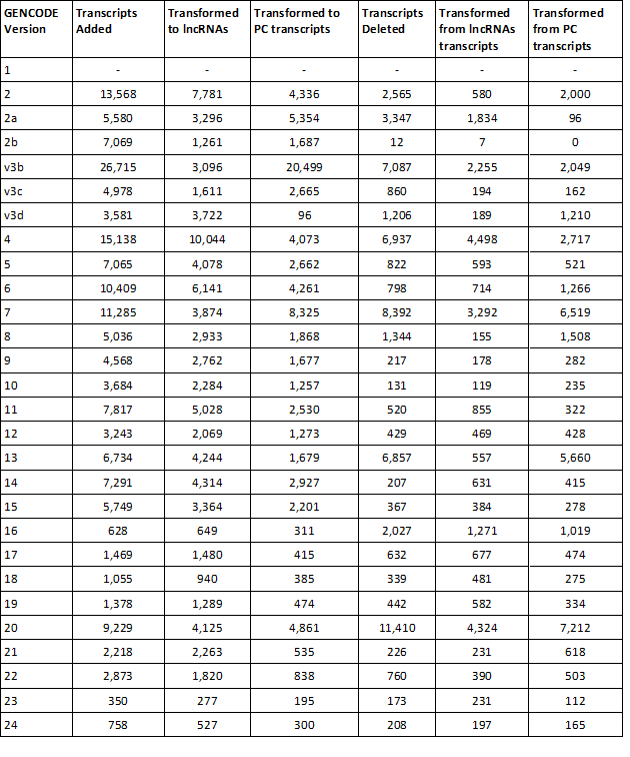 GENCODE Version | Transcripts Added | Transformed to lncRNAs | Transformed to PC transcripts | Transcripts Deleted | Transformed from lncRNAs transcripts | Transformed from PC transcripts
1 | - | - | - | - | - | -
2 | 13,568 | 7,781 | 4,336 | 2,565 | 580 | 2,000
2a | 5,580 | 3,296 | 5,354 | 3,347 | 1,834 | 96
2b | 7,069 | 1,261 | 1,687 | 12 | 7 | 0
v3b | 26,715 | 3,096 | 20,499 | 7,087 | 2,255 | 2,049
v3c | 4,978 | 1,611 | 2,665 | 860 | 194 | 162
v3d | 3,581 | 3,722 | 96 | 1,206 | 189 | 1,210
4 | 15,138 | 10,044 | 4,073 | 6,937 | 4,498 | 2,717
5 | 7,065 | 4,078 | 2,662 | 822 | 593 | 521
6 | 10,409 | 6,141 | 4,261 | 798 | 714 | 1,266
7 | 11,285 | 3,874 | 8,325 | 8,392 | 3,292 | 6,519
8 | 5,036 | 2,933 | 1,868 | 1,344 | 155 | 1,508
9 | 4,568 | 2,762 | 1,677 | 217 | 178 | 282
10 | 3,684 | 2,284 | 1,257 | 131 | 119 | 235
11 | 7,817 | 5,028 | 2,530 | 520 | 855 | 322
12 | 3,243 | 2,069 | 1,273 | 429 | 469 | 428
13 | 6,734 | 4,244 | 1,679 | 6,857 | 557 | 5,660
14 | 7,291 | 4,314 | 2,927 | 207 | 631 | 415
15 | 5,749 | 3,364 | 2,201 | 367 | 384 | 278
16 | 628 | 649 | 311 | 2,027 | 1,271 | 1,019
17 | 1,469 | 1,480 | 415 | 632 | 677 | 474
18 | 1,055 | 940 | 385 | 339 | 481 | 275
19 | 1,378 | 1,289 | 474 | 442 | 582 | 334
20 | 9,229 | 4,125 | 4,861 | 11,410 | 4,324 | 7,212
21 | 2,218 | 2,263 | 535 | 226 | 231 | 618
22 | 2,873 | 1,820 | 838 | 760 | 390 | 503
23 | 350 | 277 | 195 | 173 | 231 | 112
24 | 758 | 527 | 300 | 208 | 197 | 165